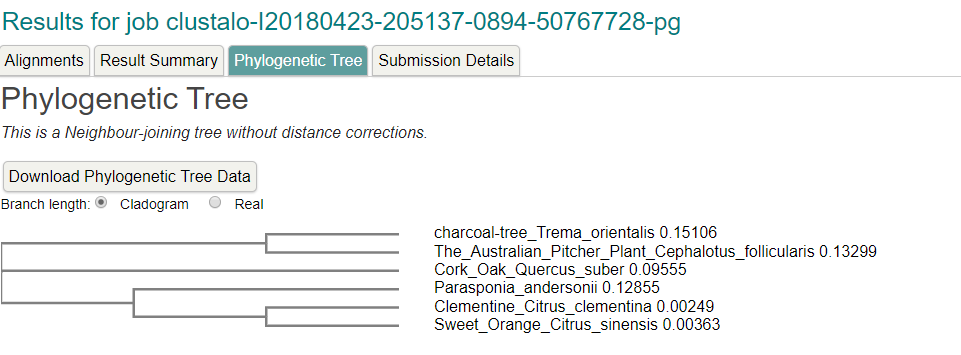 Results for job clustalo-I20180423-205137-0894-50767728-pg
Alignments Result Summary Phylogenetic Tree Submission Details
Phylogenetic Tree
This is a Neighbour-joining tree without distance corrections.
Download Phylogenetic Tree Data
Branch length: Cladogram Real
charcoal-tree_Trema_orientalis 0.15106
The_Australian_Pitcher_Plant_Cephalotus_follicularis 0.13299
Cork_Oak_Quercus_suber 0.09555
Parasponia_andersonii 0.12855
Clementine_Citrus_clementina 0.00249
Sweet_Orange_Citrus_sinensis 0.00363